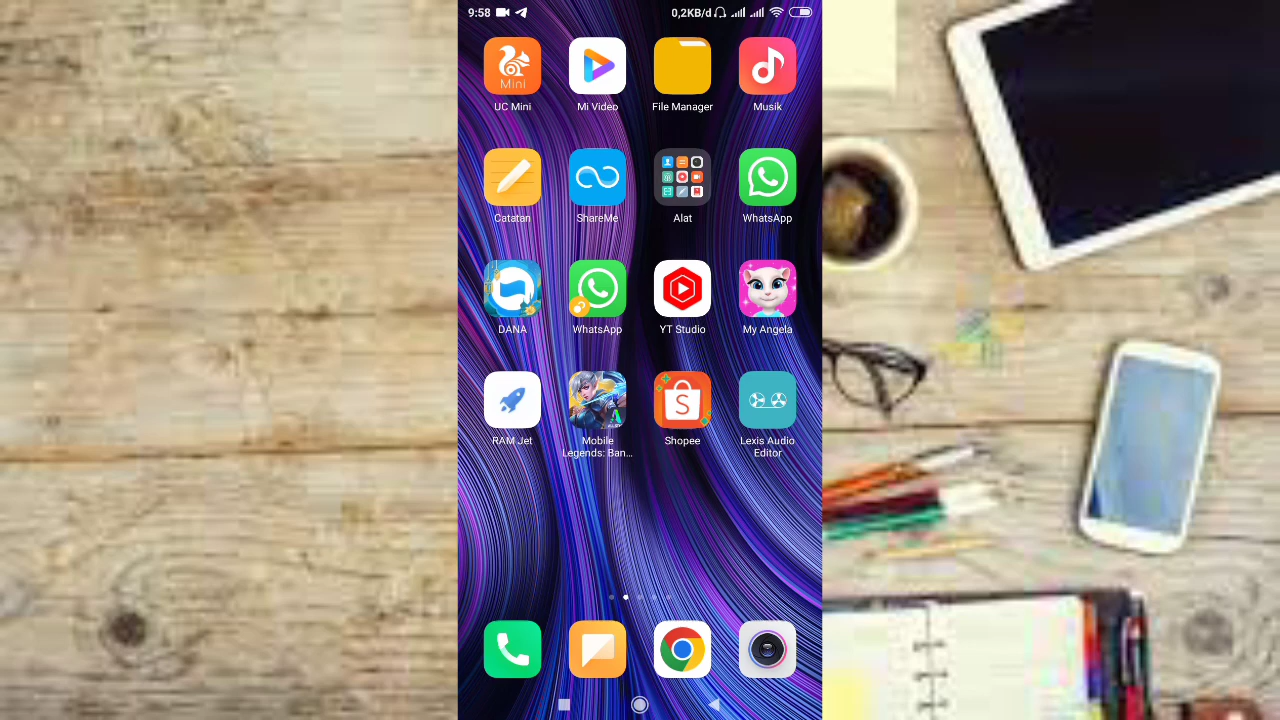 9:58
0,2KB/d
Mini
UC Mini
Mi Video
File Manager
Musik
Catatan
ShareMe
Alat
WhatsApp
DANA
WhatsApp
YT Studio
My Angela
RAM Jet
Mobile
Legends: Ban...
S
Shopee
Lexis Audio
Editor